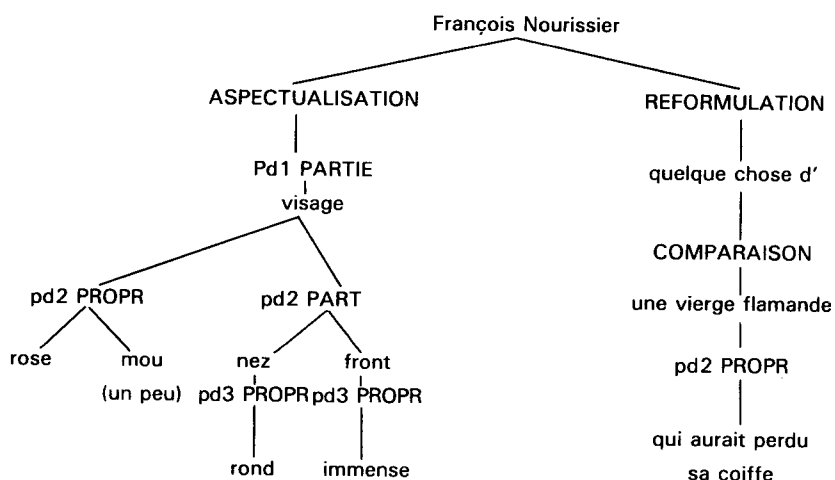 François Nourissier
ASPECTUALISATION REFORMULATION
Pd1 PARTIE quelque chose d'
visage
COMPARAISON
pd2 PROPR pd2 PART une vierge flamande
rose mou nez front pd2 PROPR
(un peu) pd3 PROPR pd3 PROPR
qui aurait perdu
rond immense sa coiffe